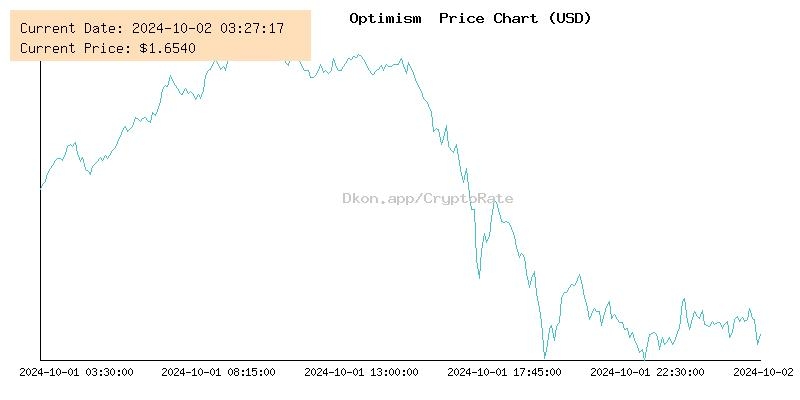 Optimism Price Chart (USD)
Current Date: 2024-10-02 03:27:17
Current Price: $1.6540
Dkon.app/CryptoRate
2024-10-01 03:30:00 2024-10-01 08:15:00 2024-10-01 13:00:00 2024-10-01 17:45:00 2024-10-01 22:30:00 2024-10-02